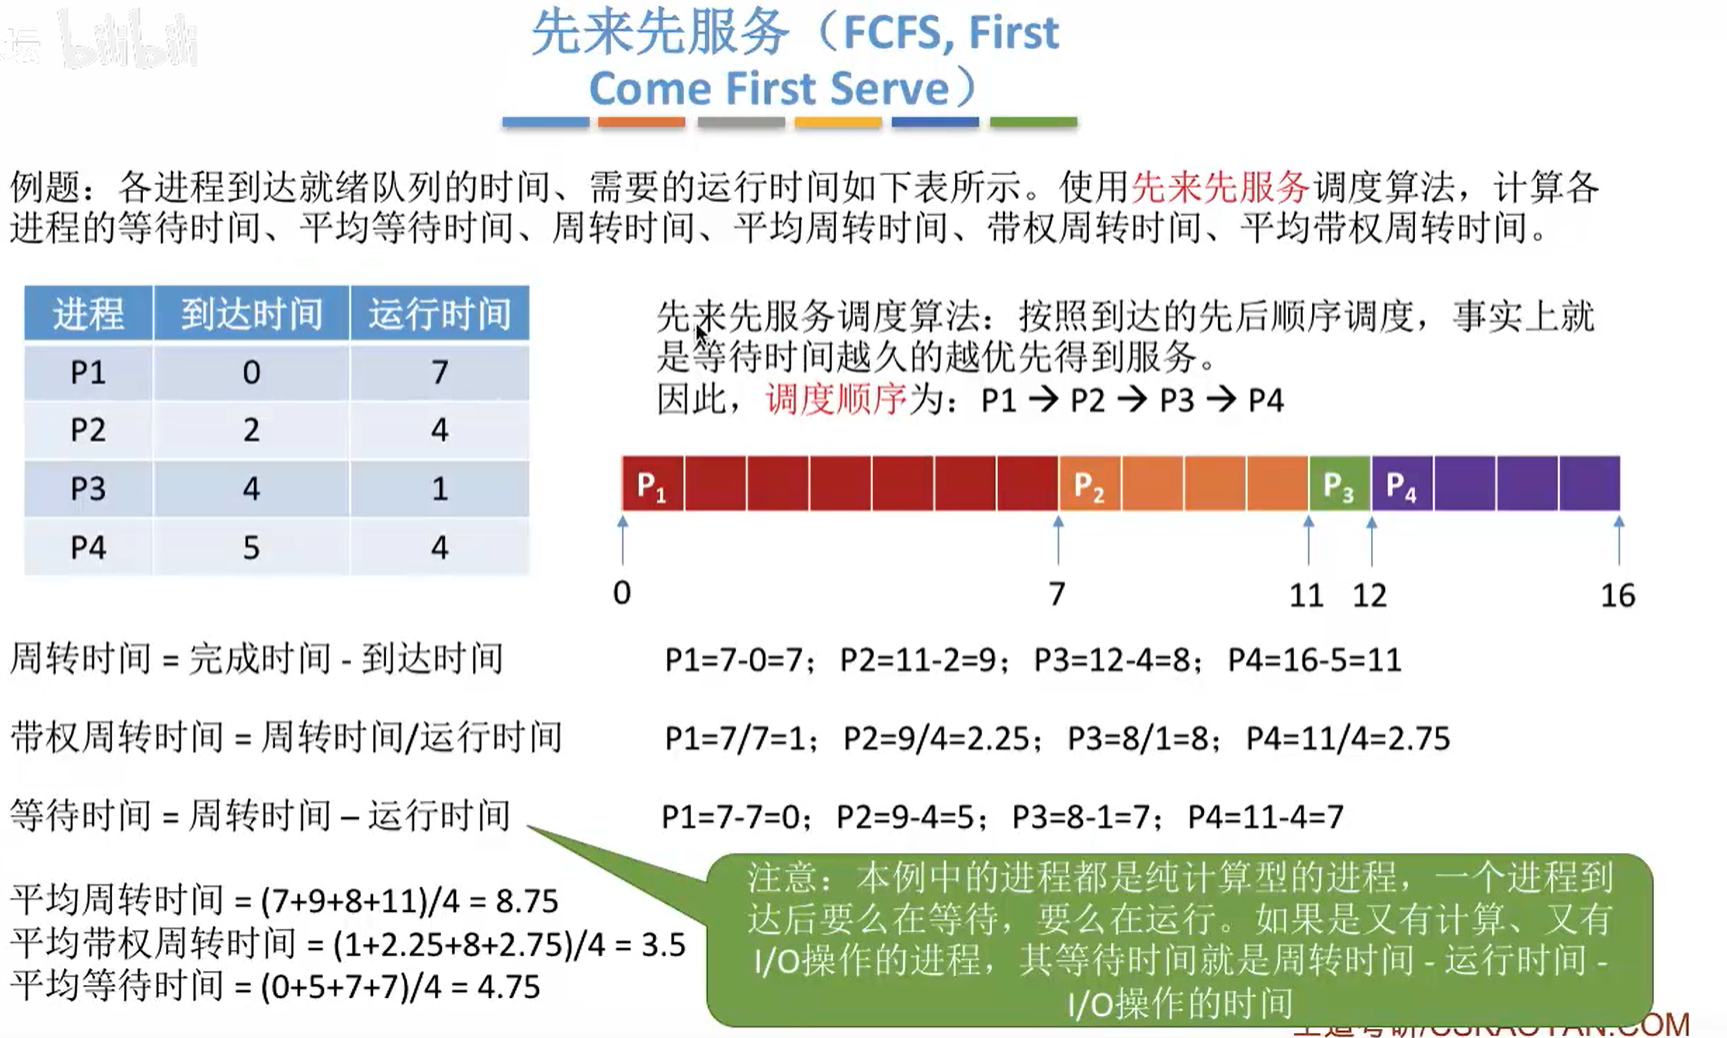 坛 bilibili
先来先服务（FCFS, First
Come First Serve）
例题：各进程到达就绪队列的时间、需要的运行时间如下表所示。使用先来先服务调度算法，计算各
进程的等待时间、平均等待时间、周转时间、平均周转时间、带权周转时间、平均带权周转时间。
进程 到达时间 运行时间
P1 0 7
P2 2 4
P3 4 1
P4 5 4
先来先服务调度算法：按照到达的先后顺序调度，事实上就
是等待时间越久的越优先得到服务。
因此，调度顺序为：P1 → P2 → P3 → P4
P1 P2 P3 P4
0 7 11 12 16
周转时间 = 完成时间 - 到达时间 P1=7-0=7；P2=11-2=9；P3=12-4=8；P4=16-5=11
带权周转时间 = 周转时间/运行时间 P1=7/7=1；P2=9/4=2.25；P3=8/1=8；P4=11/4=2.75
等待时间 = 周转时间 – 运行时间 P1=7-7=0；P2=9-4=5；P3=8-1=7；P4=11-4=7
平均周转时间 = (7+9+8+11)/4 = 8.75
平均带权周转时间 = (1+2.25+8+2.75)/4 = 3.5
平均等待时间 = (0+5+7+7)/4 = 4.75
注意：本例中的进程都是纯计算型的进程，一个进程到
达后要么在等待，要么在运行。如果是又有计算、又有
I/O操作的进程，其等待时间就是周转时间 - 运行时间 -
I/O操作的时间
王道考研/CSKAOYAN.COM